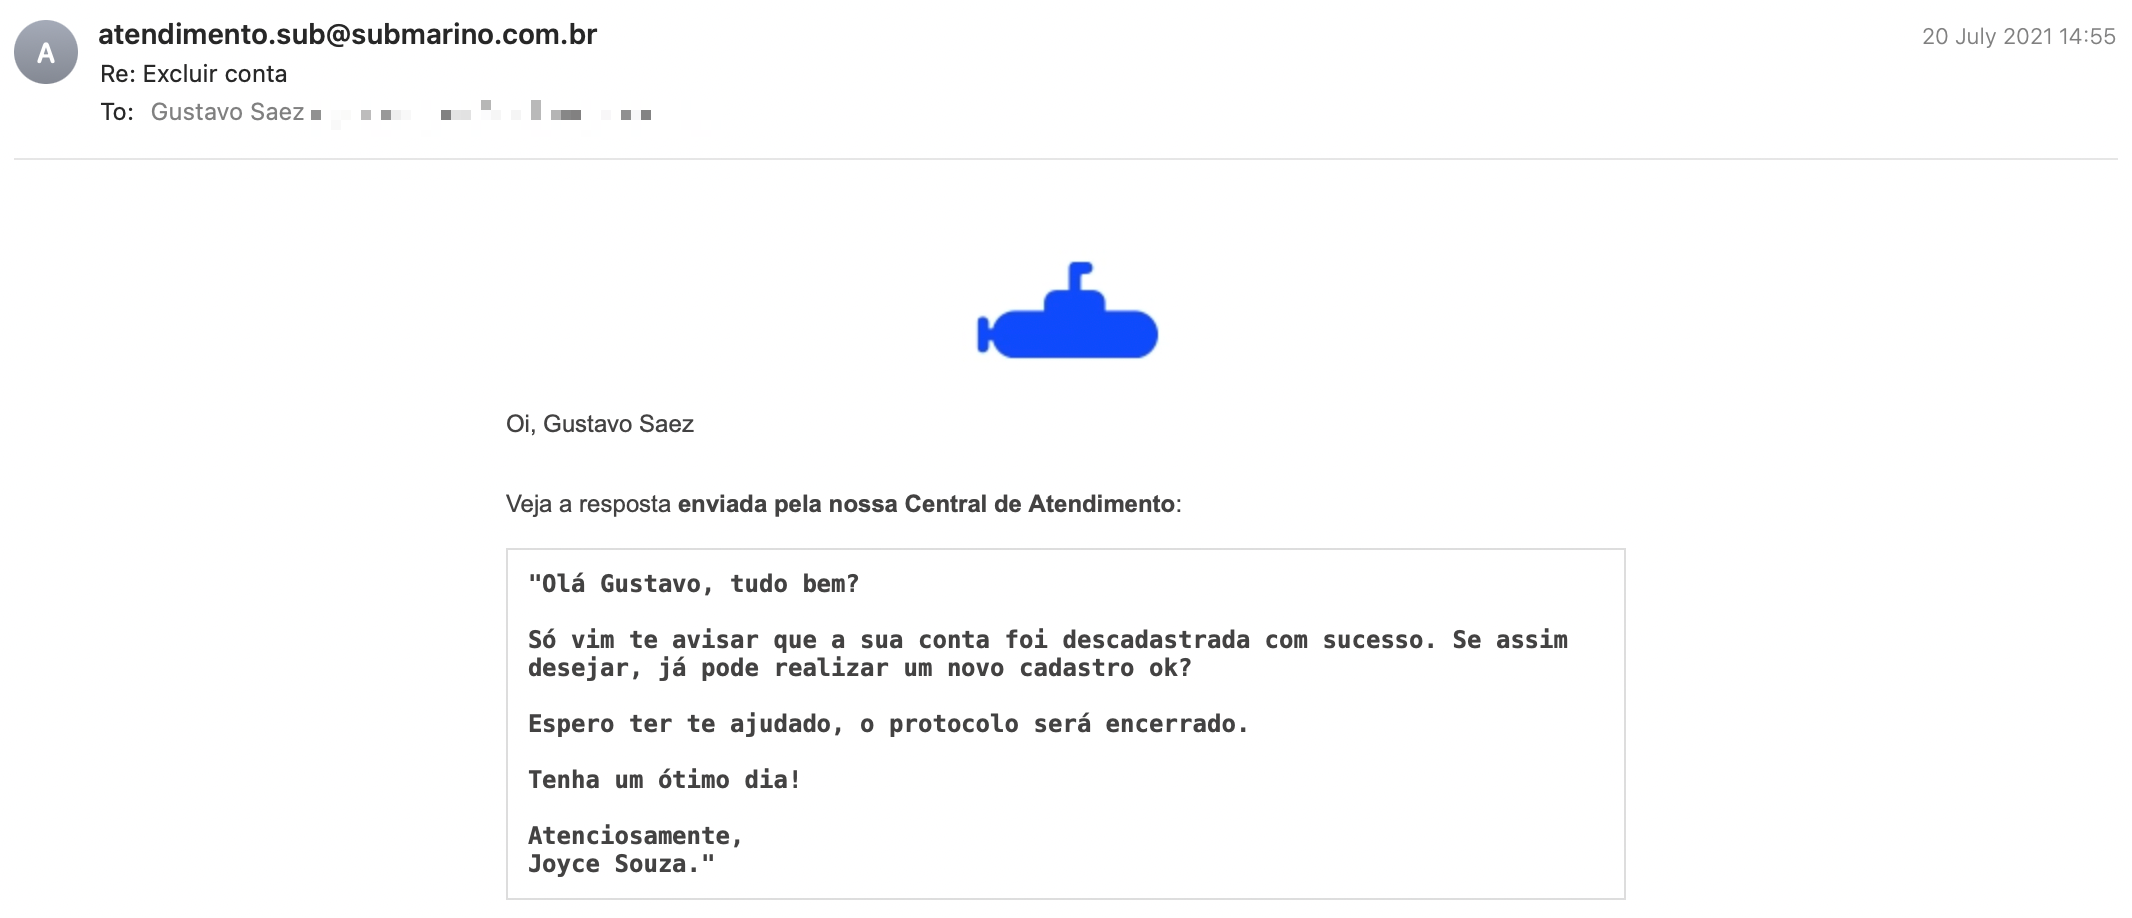 A
atendimento.sub@submarino.com.br
20 July 2021 14:55
Re: Excluir conta
To: Gustavo Saez
Oi, Gustavo Saez
Veja a resposta enviada pela nossa Central de Atendimento:
"Olá Gustavo, tudo bem?
Só vim te avisar que a sua conta foi descadastrada com sucesso. Se assim
desejar, já pode realizar um novo cadastro ok?
Espero ter te ajudado, o protocolo será encerrado.
Tenha um ótimo dia!
Atenciosamente,
Joyce Souza."